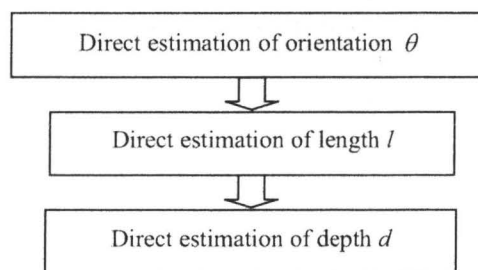 Direct estimation of orientation θ
Direct estimation of length l
Direct estimation of depth d